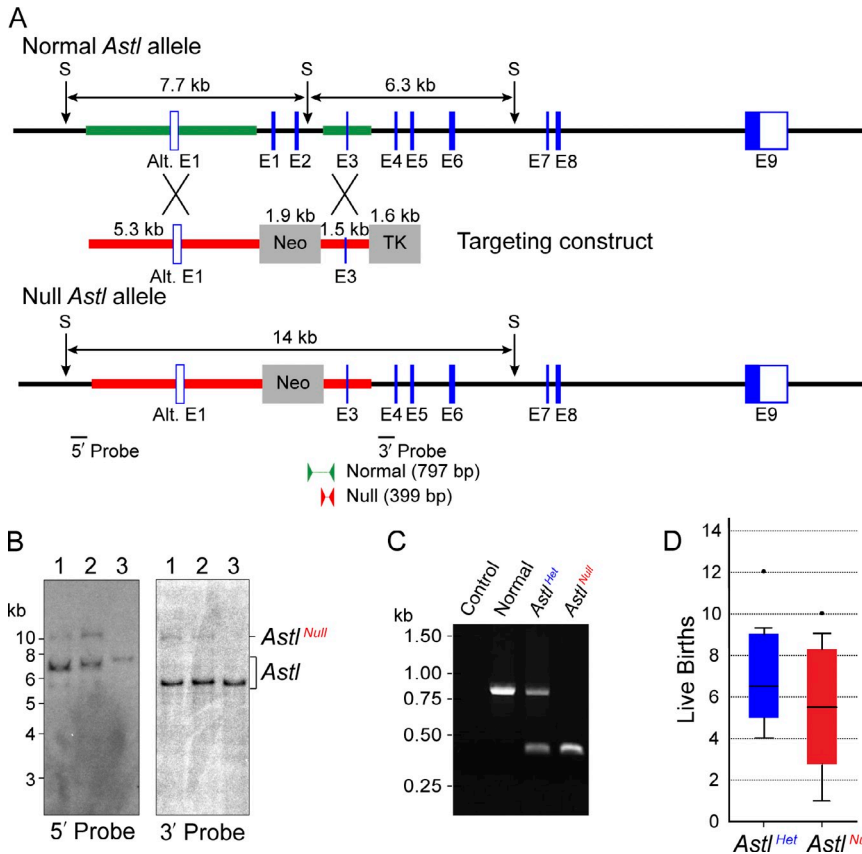 A
Normal Astl allele
S S S
7.7 kb 6.3 kb
Alt. E1 E1 E2 E3 E4 E5 E6 E7 E8 E9
5.3 kb 1.9 kb 1.5 kb 1.6 kb
Neo TK Targeting construct
Alt. E1 E3
Null Astl allele
S S
14 kb
Neo
Alt. E1 E3 E4 E5 E6 E7 E8 E9
5′ Probe 3′ Probe
Normal (797 bp)
Null (399 bp)
B
1 2 3 1 2 3
kb
10
8
6
5
4
3
Astl Null
Astl
5′ Probe 3′ Probe
C
Control Normal Astl Het Astl Null
kb
1.50
1.00
0.75
0.50
0.25
D
Live Births
14
12
10
8
6
4
2
0
Astl Het Astl Nu